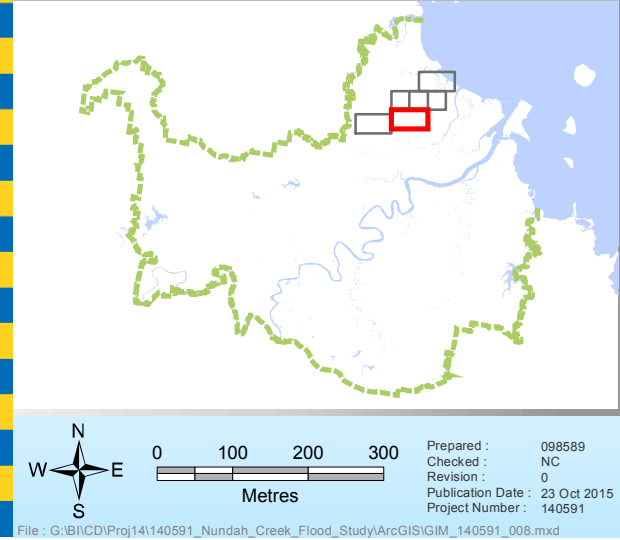 N
W E
S
0 100 200 300
Metres
Prepared : 098589
Checked : NC
Revision : 0
Publication Date : 23 Oct 2015
Project Number : 140591
File : G:\BI\CD\Proj14\140591_Nundah_Creek_Flood_Study\ArcGIS\GIM_140591_008.mxd